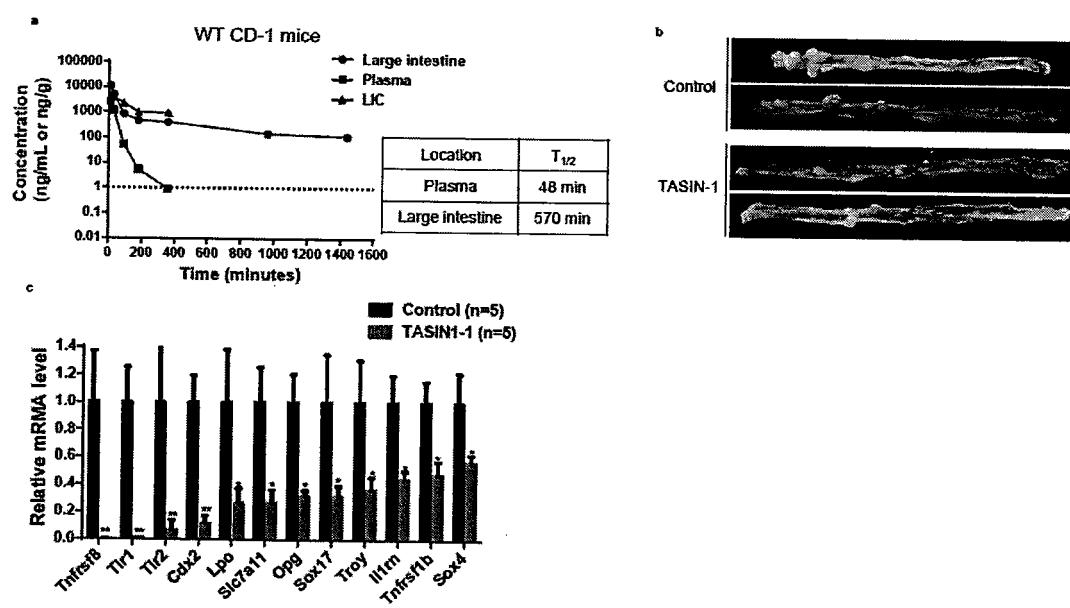 a
WT CD-1 mice
Concentration
(ng/mL or ng/g)
100000
10000
1000
100
10
1
0.1
0.01
0 200 400 600 800 1000 1200 1400 1600
Time (minutes)
Large intestine
Plasma
LIC
Location T1/2
Plasma 48 min
Large intestine 570 min
b
Control
TASIN-1
c
Control (n=5)
TASIN1-1 (n=5)
Relative mRMA level
1.4
1.2
1.0
0.8
0.6
0.4
0.2
0.0
** ** ** ** * * * * * * * *
Tnfrsf8 Tlr1 Tlr2 Cdx2 Lpo Slc7a11 Opg Sox17 Troy Il1rn Tnfrsf1b Sox4